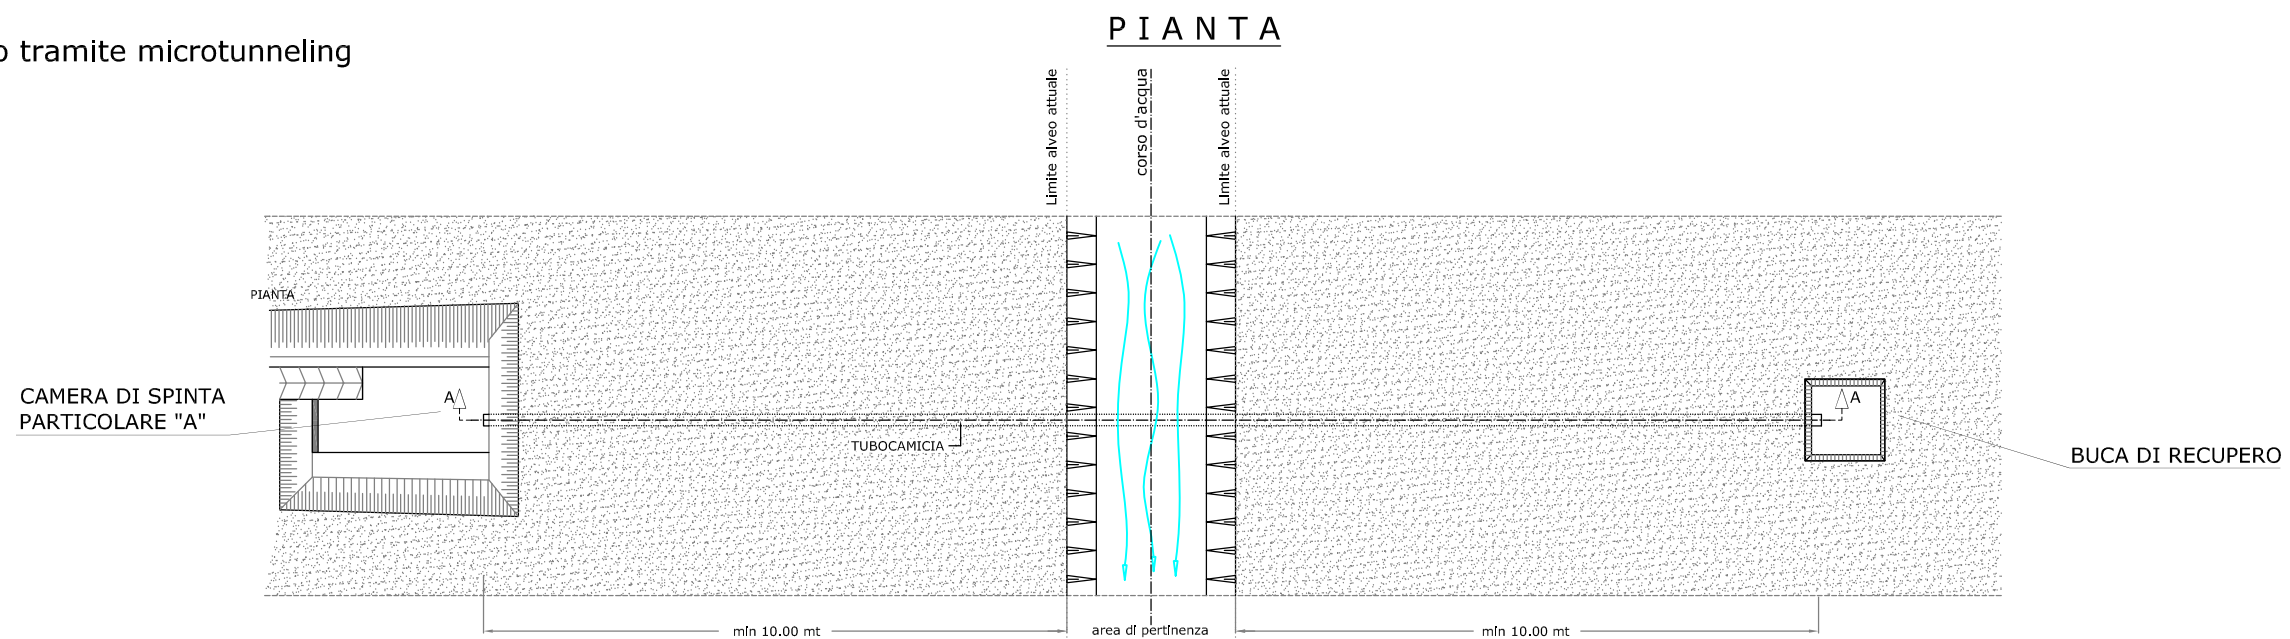 P I A N T A
o tramite microtunneling
Limite alveo attuale
corso d'acqua
Limite alveo attuale
PIANTA
CAMERA DI SPINTA
PARTICOLARE "A"
A
TUBOCAMICIA
A
BUCA DI RECUPERO
min 10.00 mt
area di pertinenza
min 10.00 mt